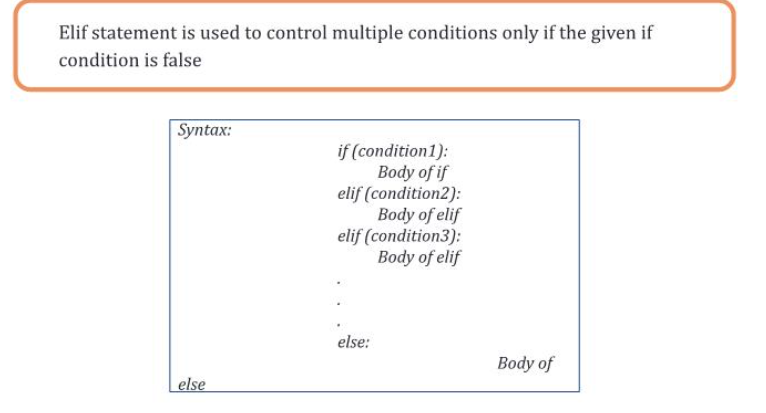 Elif statement is used to control multiple conditions only if the given if
condition is false
Syntax:
if (condition1):
Body of if
elif (condition2):
Body of elif
elif (condition3):
Body of elif
.
.
.
else:
Body of
else